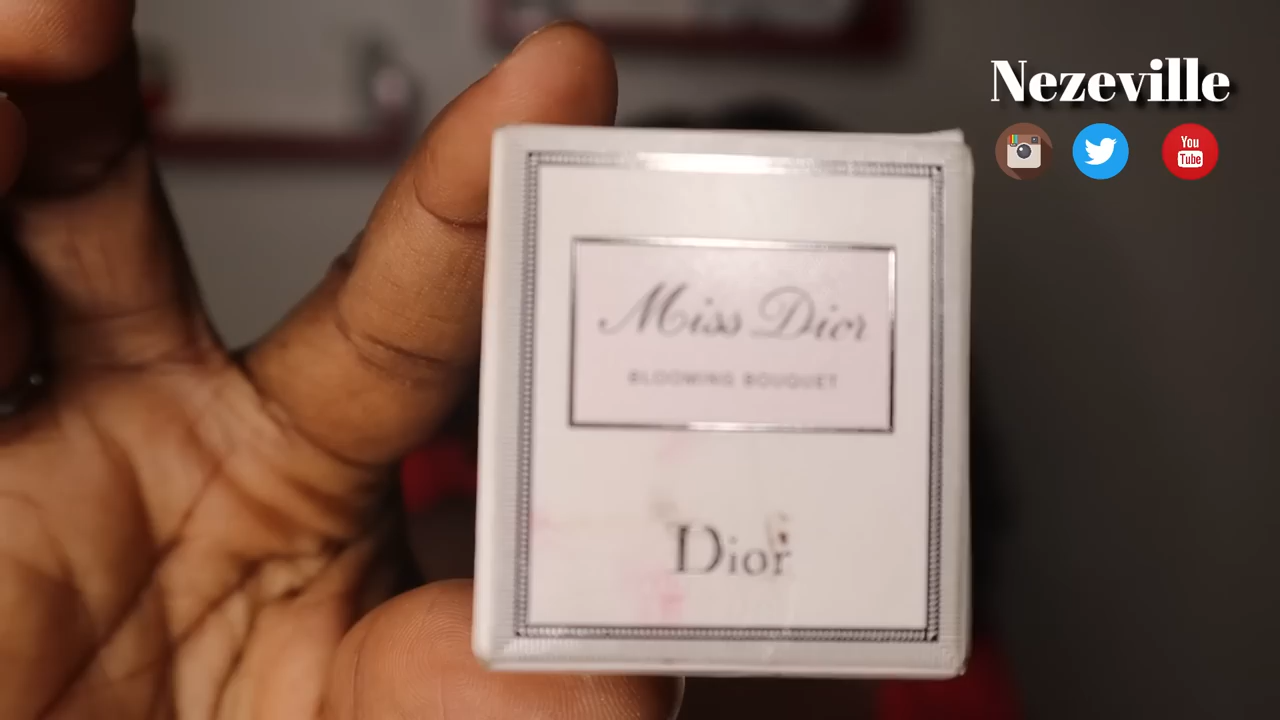 Nezeville
You
Tube
Miss Dior
BLOOMING BOUQUET
Dior